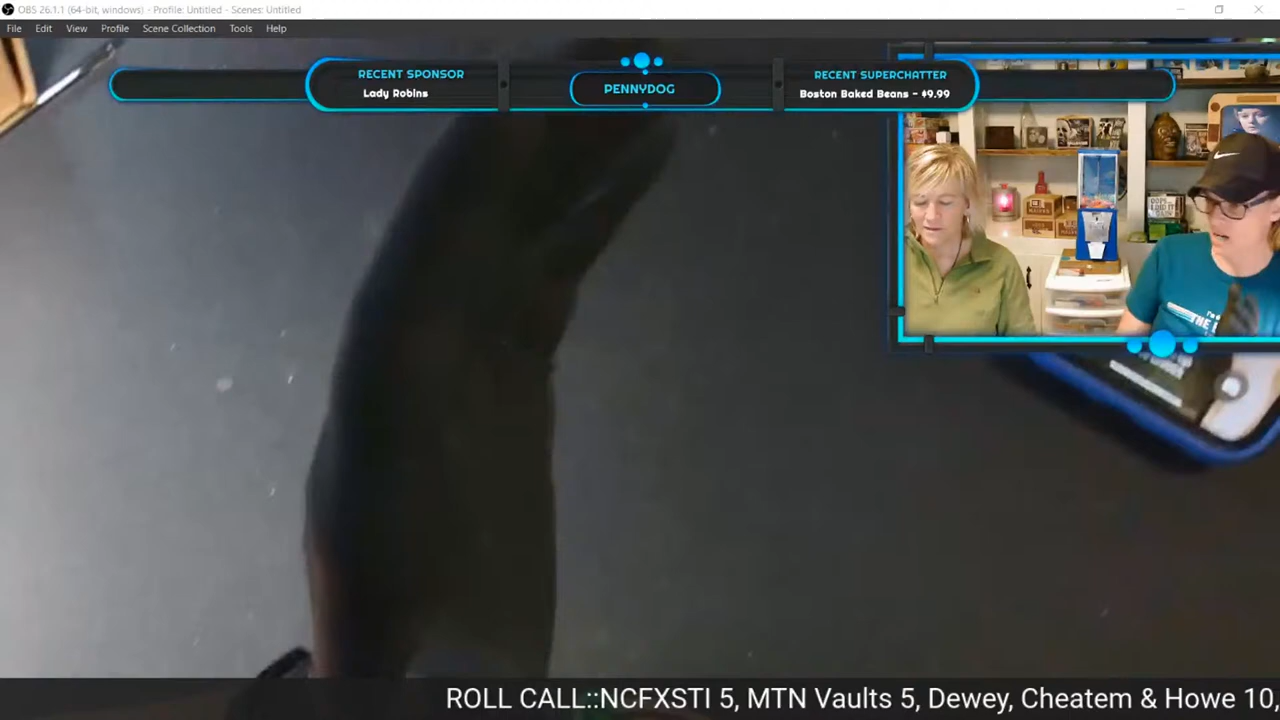 OBS 26.1.1 (64-bit, windows) - Profile: Untitled - Scenes: Untitled
File Edit View Profile Scene Collection Tools Help
RECENT SPONSOR
Lady Robins
PENNYDOG
RECENT SUPERCHATTER
Boston Baked Beans - $9.99
ROLL CALL::NCFXSTI 5, MTN Vaults 5, Dewey, Cheatem & Howe 10,